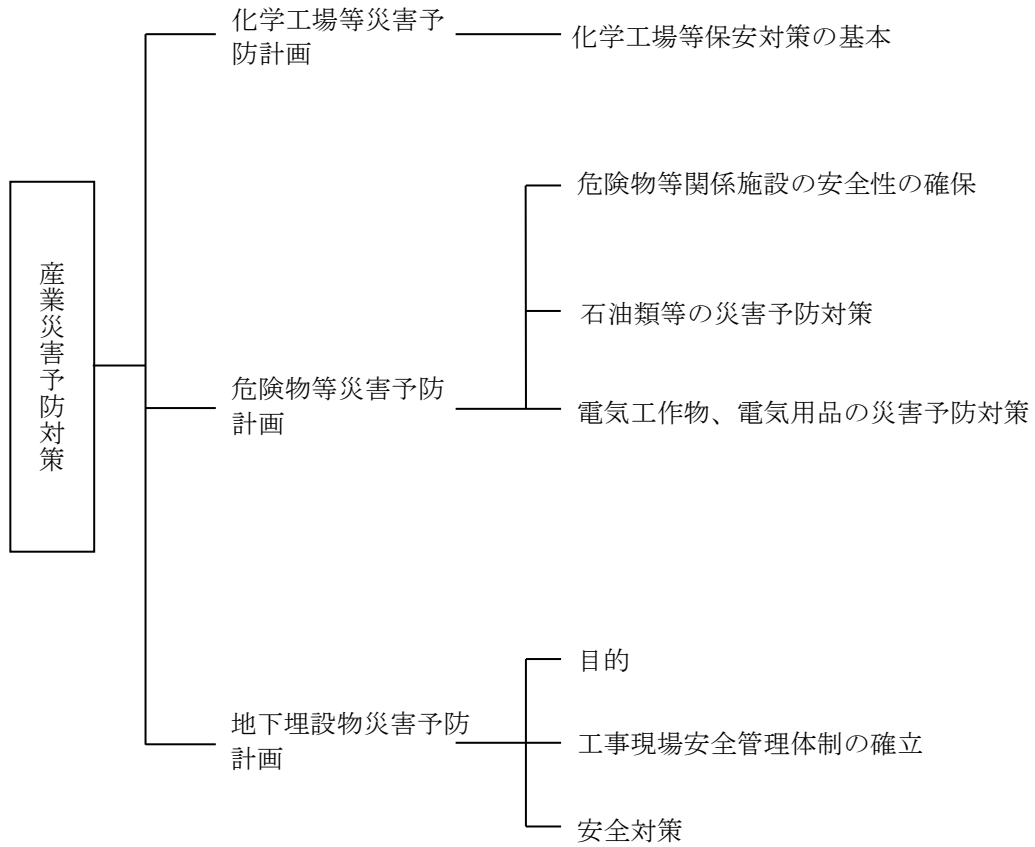 産業災害予防対策
化学工場等災害予
防計画
化学工場等保安対策の基本
危険物等災害予防
計画
危険物等関係施設の安全性の確保
石油類等の災害予防対策
電気工作物、電気用品の災害予防対策
地下埋設物災害予防
計画
目的
工事現場安全管理体制の確立
安全対策